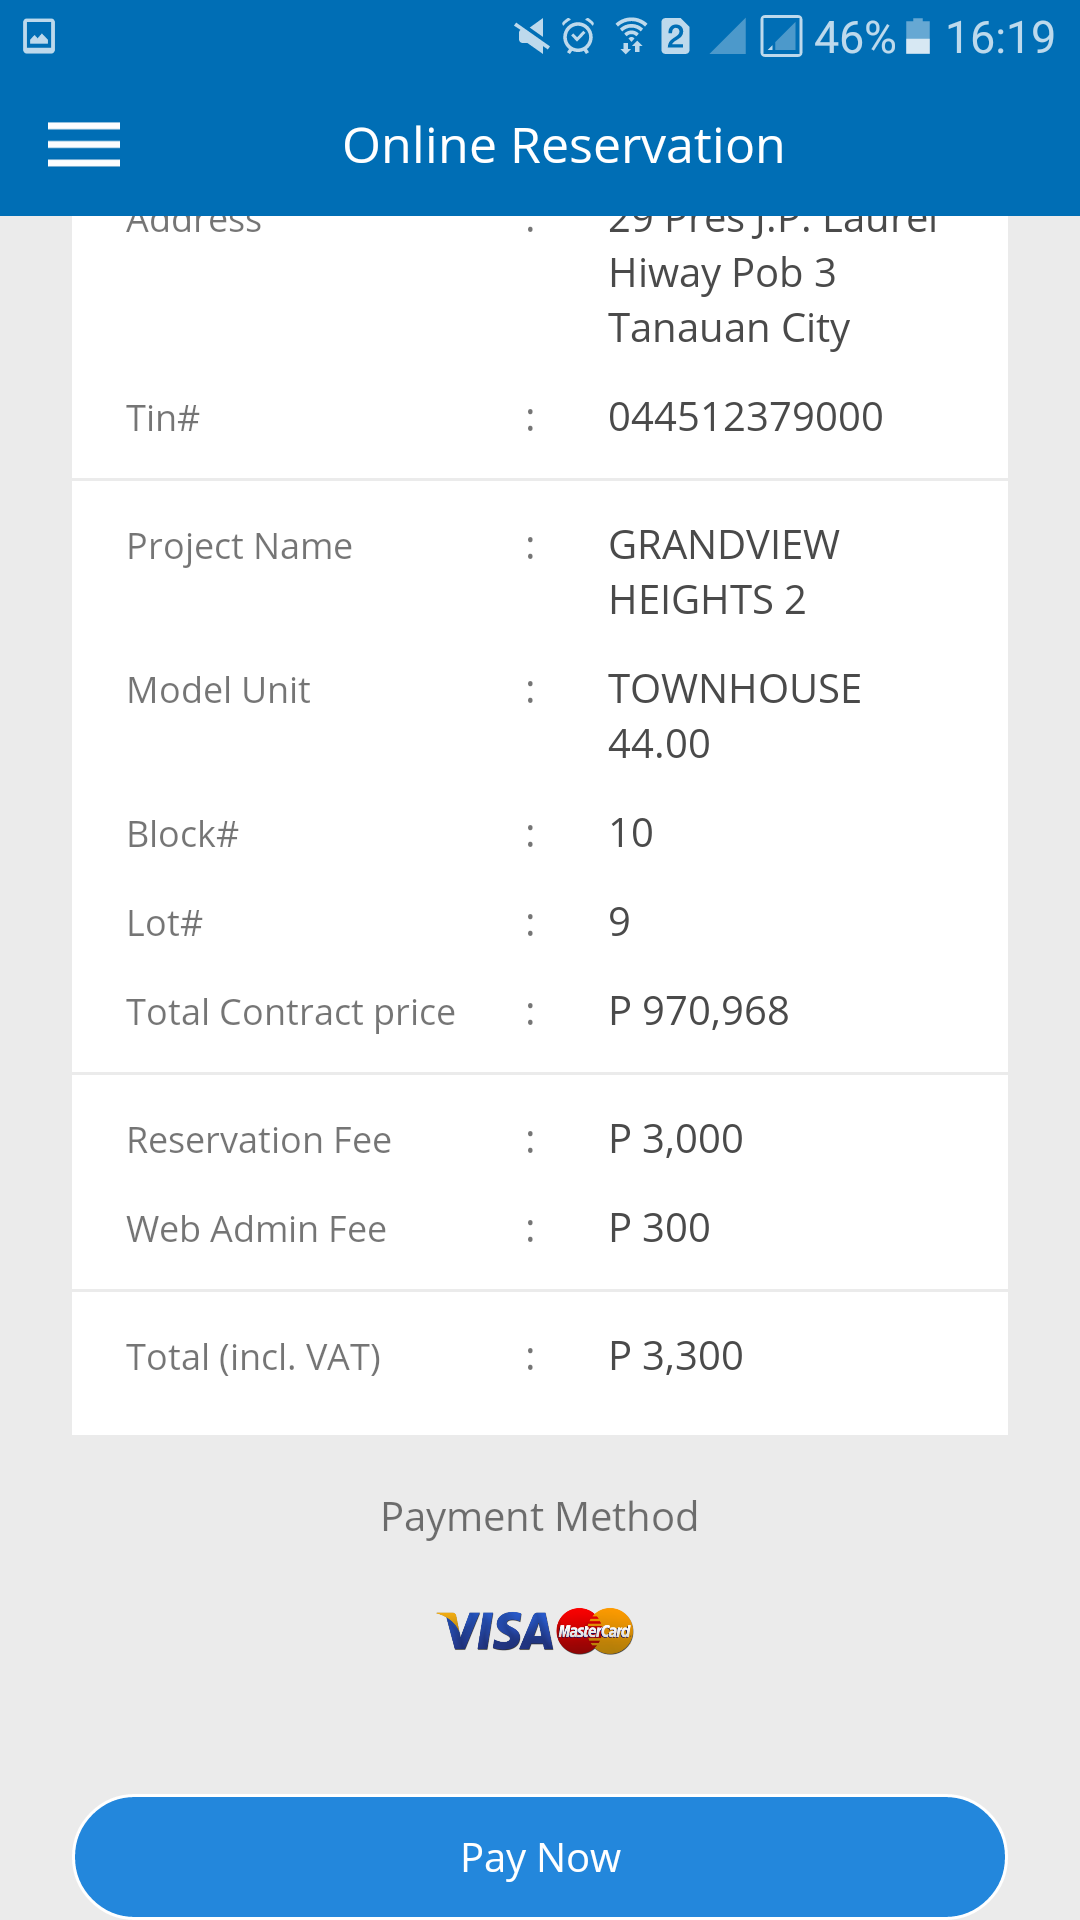 46% 16:19
Online Reservation
Address : 29 Pres J.P. Laurel
Hiway Pob 3
Tanauan City
Tin# : 044512379000
Project Name : GRANDVIEW
HEIGHTS 2
Model Unit : TOWNHOUSE
44.00
Block# : 10
Lot# : 9
Total Contract price : P 970,968
Reservation Fee : P 3,000
Web Admin Fee : P 300
Total (incl. VAT) : P 3,300
Payment Method
VISA MasterCard
Pay Now